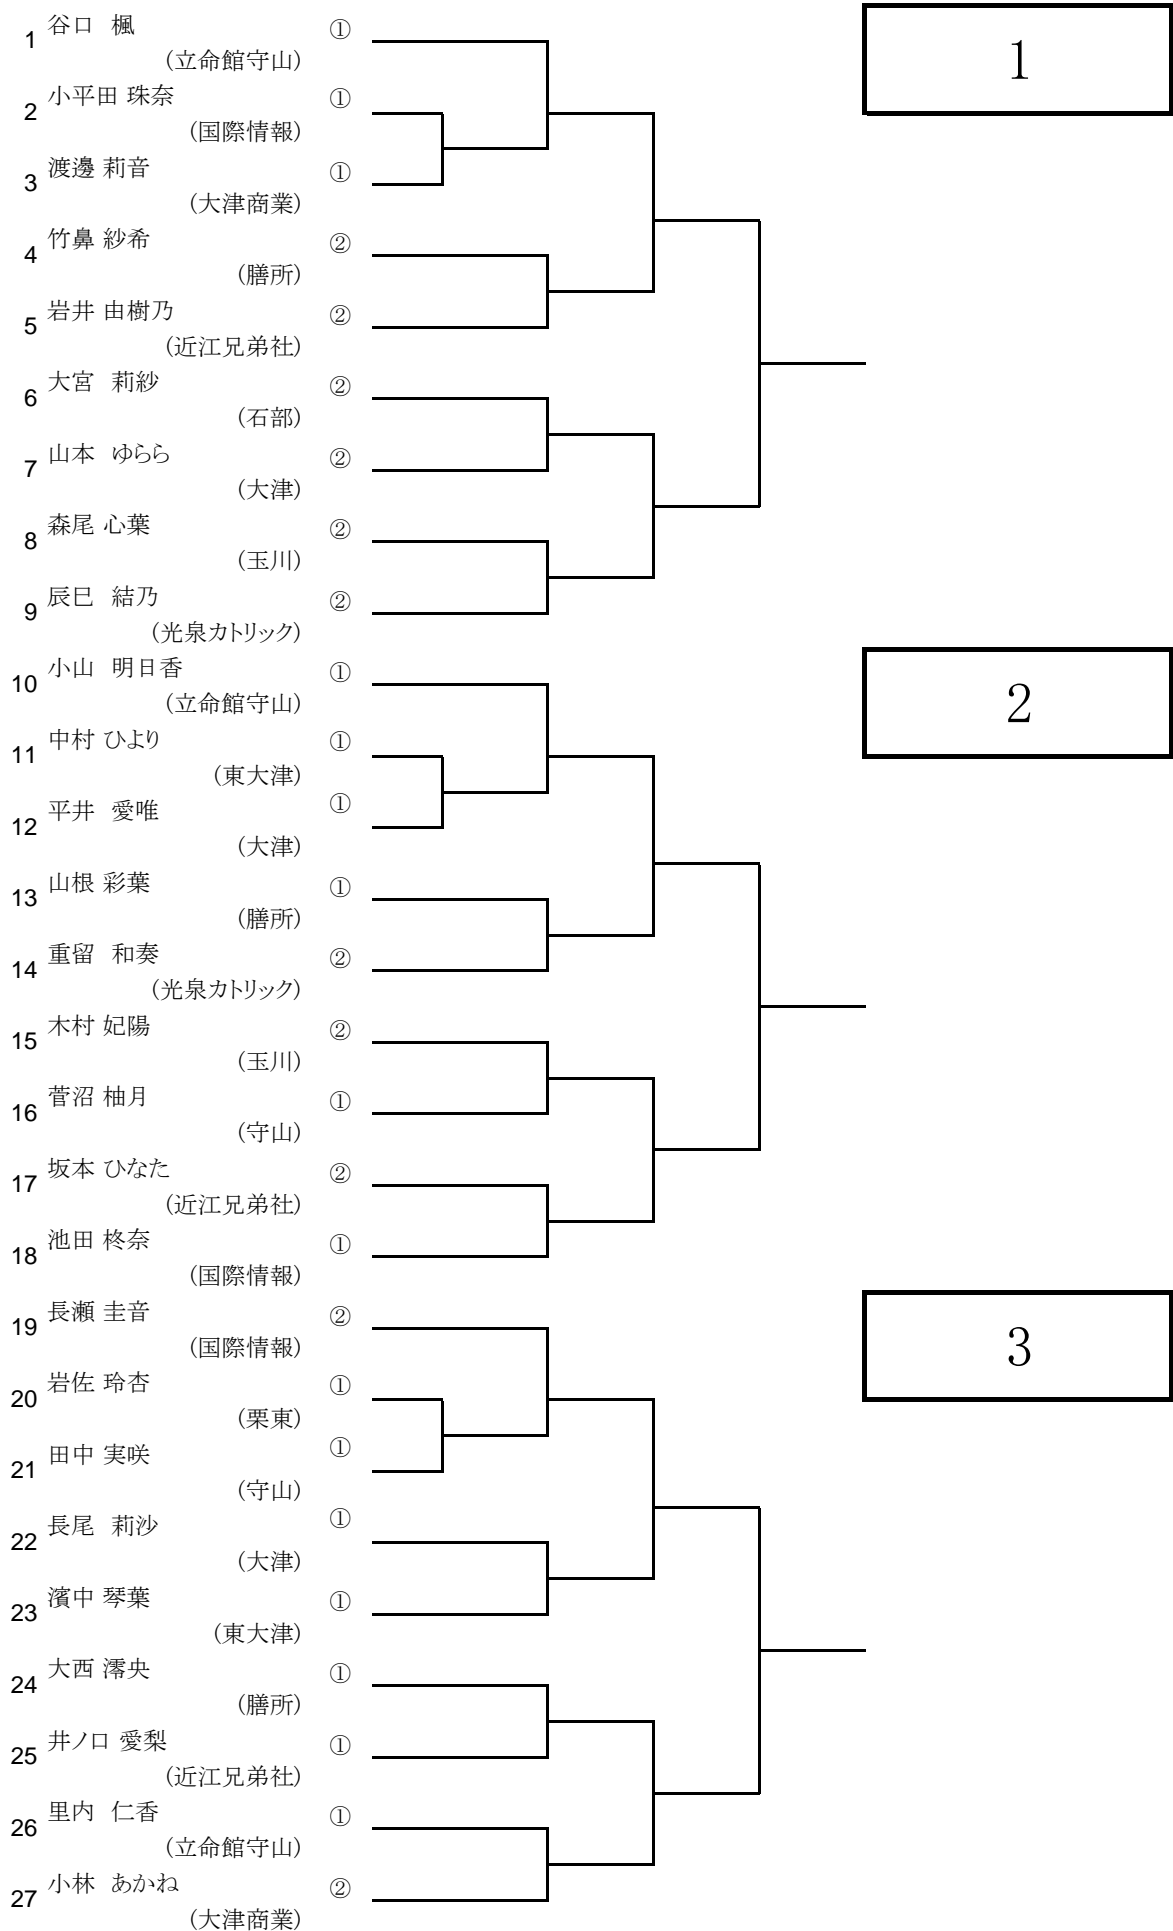 1 谷口 楓 ①
(立命館守山)
1
2 小平田 珠奈 ①
(国際情報)
3 渡邊 莉音 ①
(大津商業)
4 竹鼻 紗希 ②
(膳所)
5 岩井 由樹乃 ②
(近江兄弟社)
6 大宮 莉紗 ②
(石部)
7 山本 ゆらら ②
(大津)
8 森尾 心葉 ②
(玉川)
9 辰巳 結乃 ②
(光泉カトリック)
10 小山 明日香 ①
(立命館守山)
2
11 中村 ひより ①
(東大津)
12 平井 愛唯 ①
(大津)
13 山根 彩葉 ①
(膳所)
14 重留 和奏 ②
(光泉カトリック)
15 木村 妃陽 ②
(玉川)
16 菅沼 柚月 ①
(守山)
17 坂本 ひなた ②
(近江兄弟社)
18 池田 柊奈 ①
(国際情報)
19 長瀬 圭音 ②
(国際情報)
3
20 岩佐 玲杏 ①
(栗東)
21 田中 実咲 ①
(守山)
22 長尾 莉沙 ①
(大津)
23 濱中 琴葉 ①
(東大津)
24 大西 澪央 ①
(膳所)
25 井ノ口 愛梨 ①
(近江兄弟社)
26 里内 仁香 ①
(立命館守山)
27 小林 あかね ②
(大津商業)